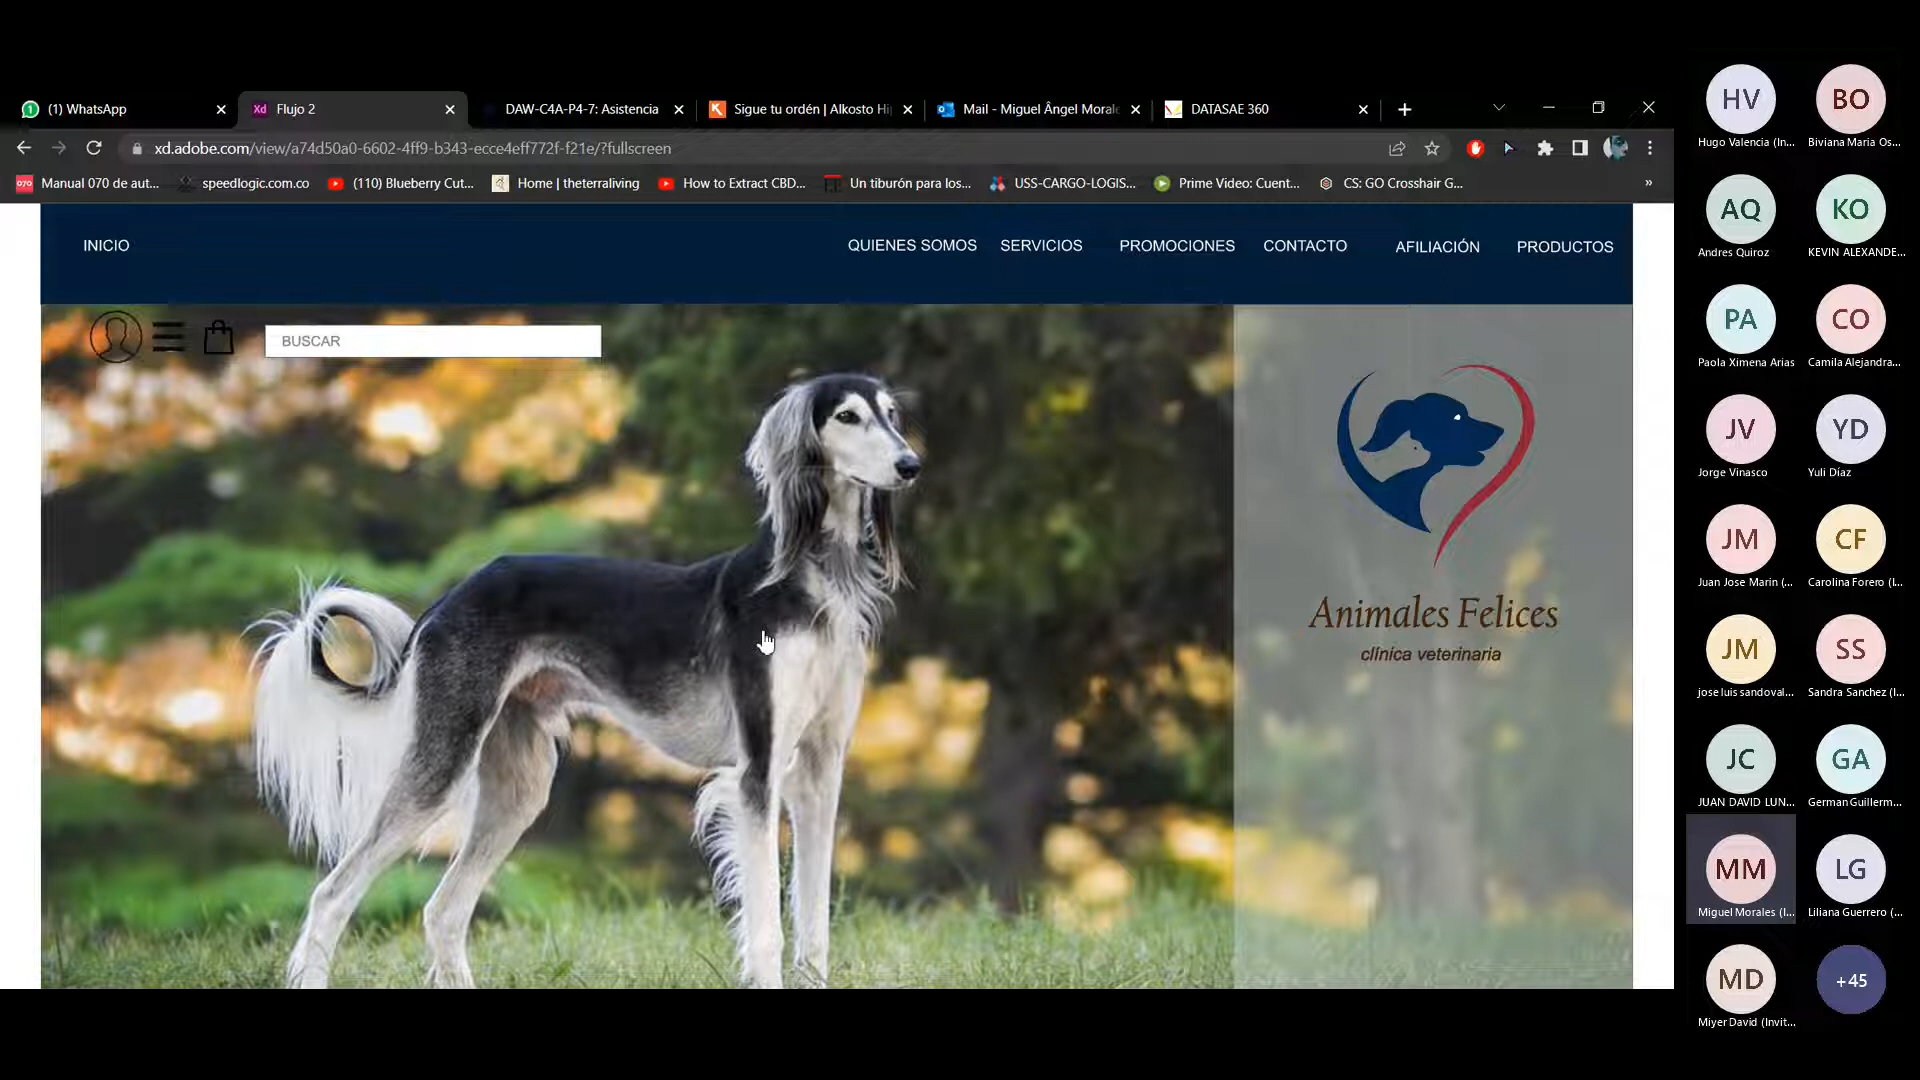 (1) WhatsApp
Flujo 2
DAW-C4A-P4-7: Asistencia
Sigue tu ordén | Alkosto Hi
Mail - Miguel Ângel Morale
DATASAE 360
xd.adobe.com/view/a74d50a0-6602-4ff9-b343-ecce4eff772f-f21e/?fullscreen
Manual 070 de aut...
speedlogic.com.co
(110) Blueberry Cut...
Home | theterraliving
How to Extract CBD...
Un tiburón para los...
USS-CARGO-LOGIS...
Prime Video: Cuent...
CS: GO Crosshair G...
»
INICIO
QUIENES SOMOS
SERVICIOS
PROMOCIONES
CONTACTO
AFILIACIÓN
PRODUCTOS
BUSCAR
Animales Felices
clínica veterinaria
HV
BO
Hugo Valencia (In...
Biviana Maria Os...
AQ
KO
Andres Quiroz
KEVIN ALEXANDE...
PA
CO
Paola Ximena Arias
Camila Alejandra...
JV
YD
Jorge Vinasco
Yuli Díaz
JM
CF
Juan Jose Marin (...
Carolina Forero (I...
JM
SS
jose luis sandoval...
Sandra Sanchez (I...
JC
GA
JUAN DAVID LUN...
German Guillerm...
MM
LG
Miguel Morales (I...
Liliana Guerrero (...
MD
+45
Miyer David (Invit...